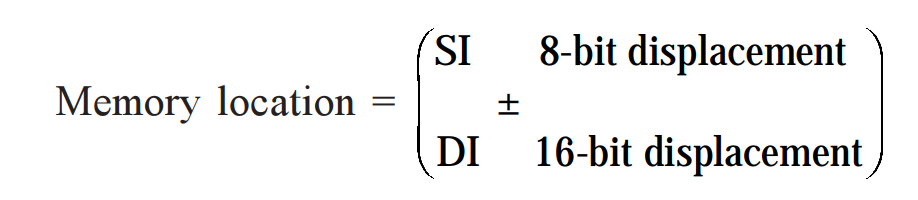 SI 8-bit displacement
Memory location = ±
DI 16-bit displacement